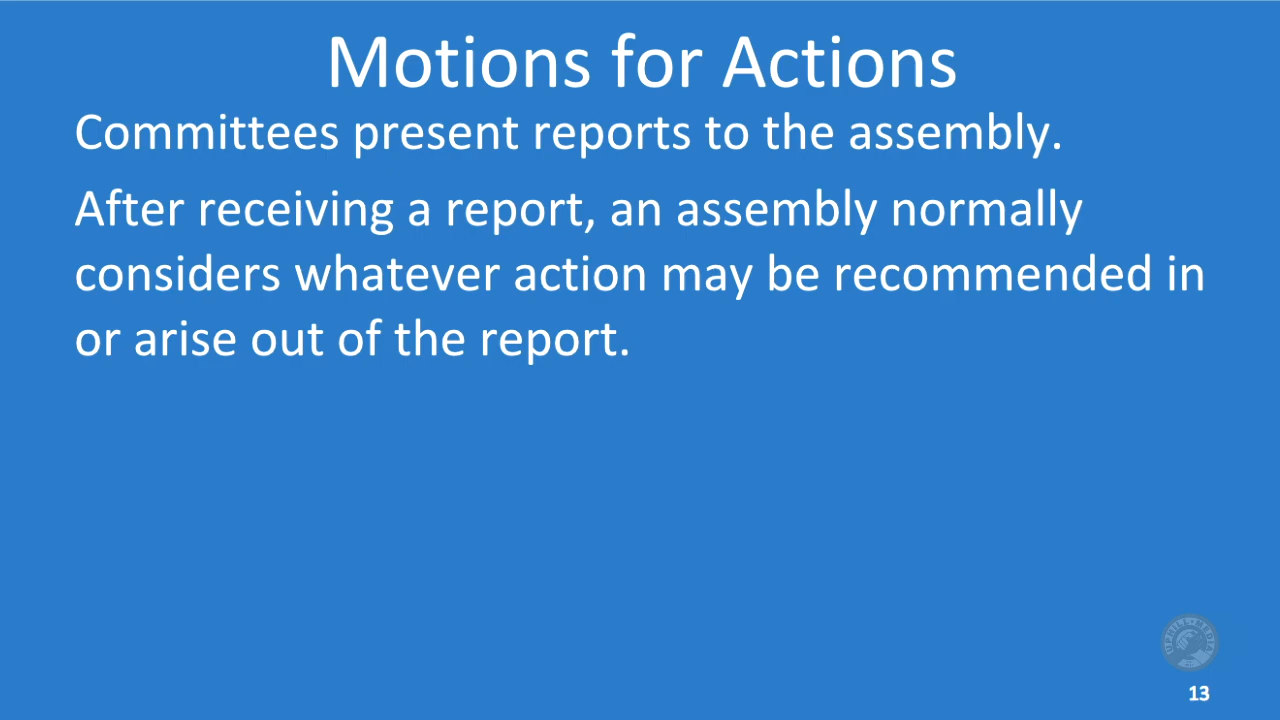 Motions for Actions
Committees present reports to the assembly.
After receiving a report, an assembly normally
considers whatever action may be recommended in
or arise out of the report.
13